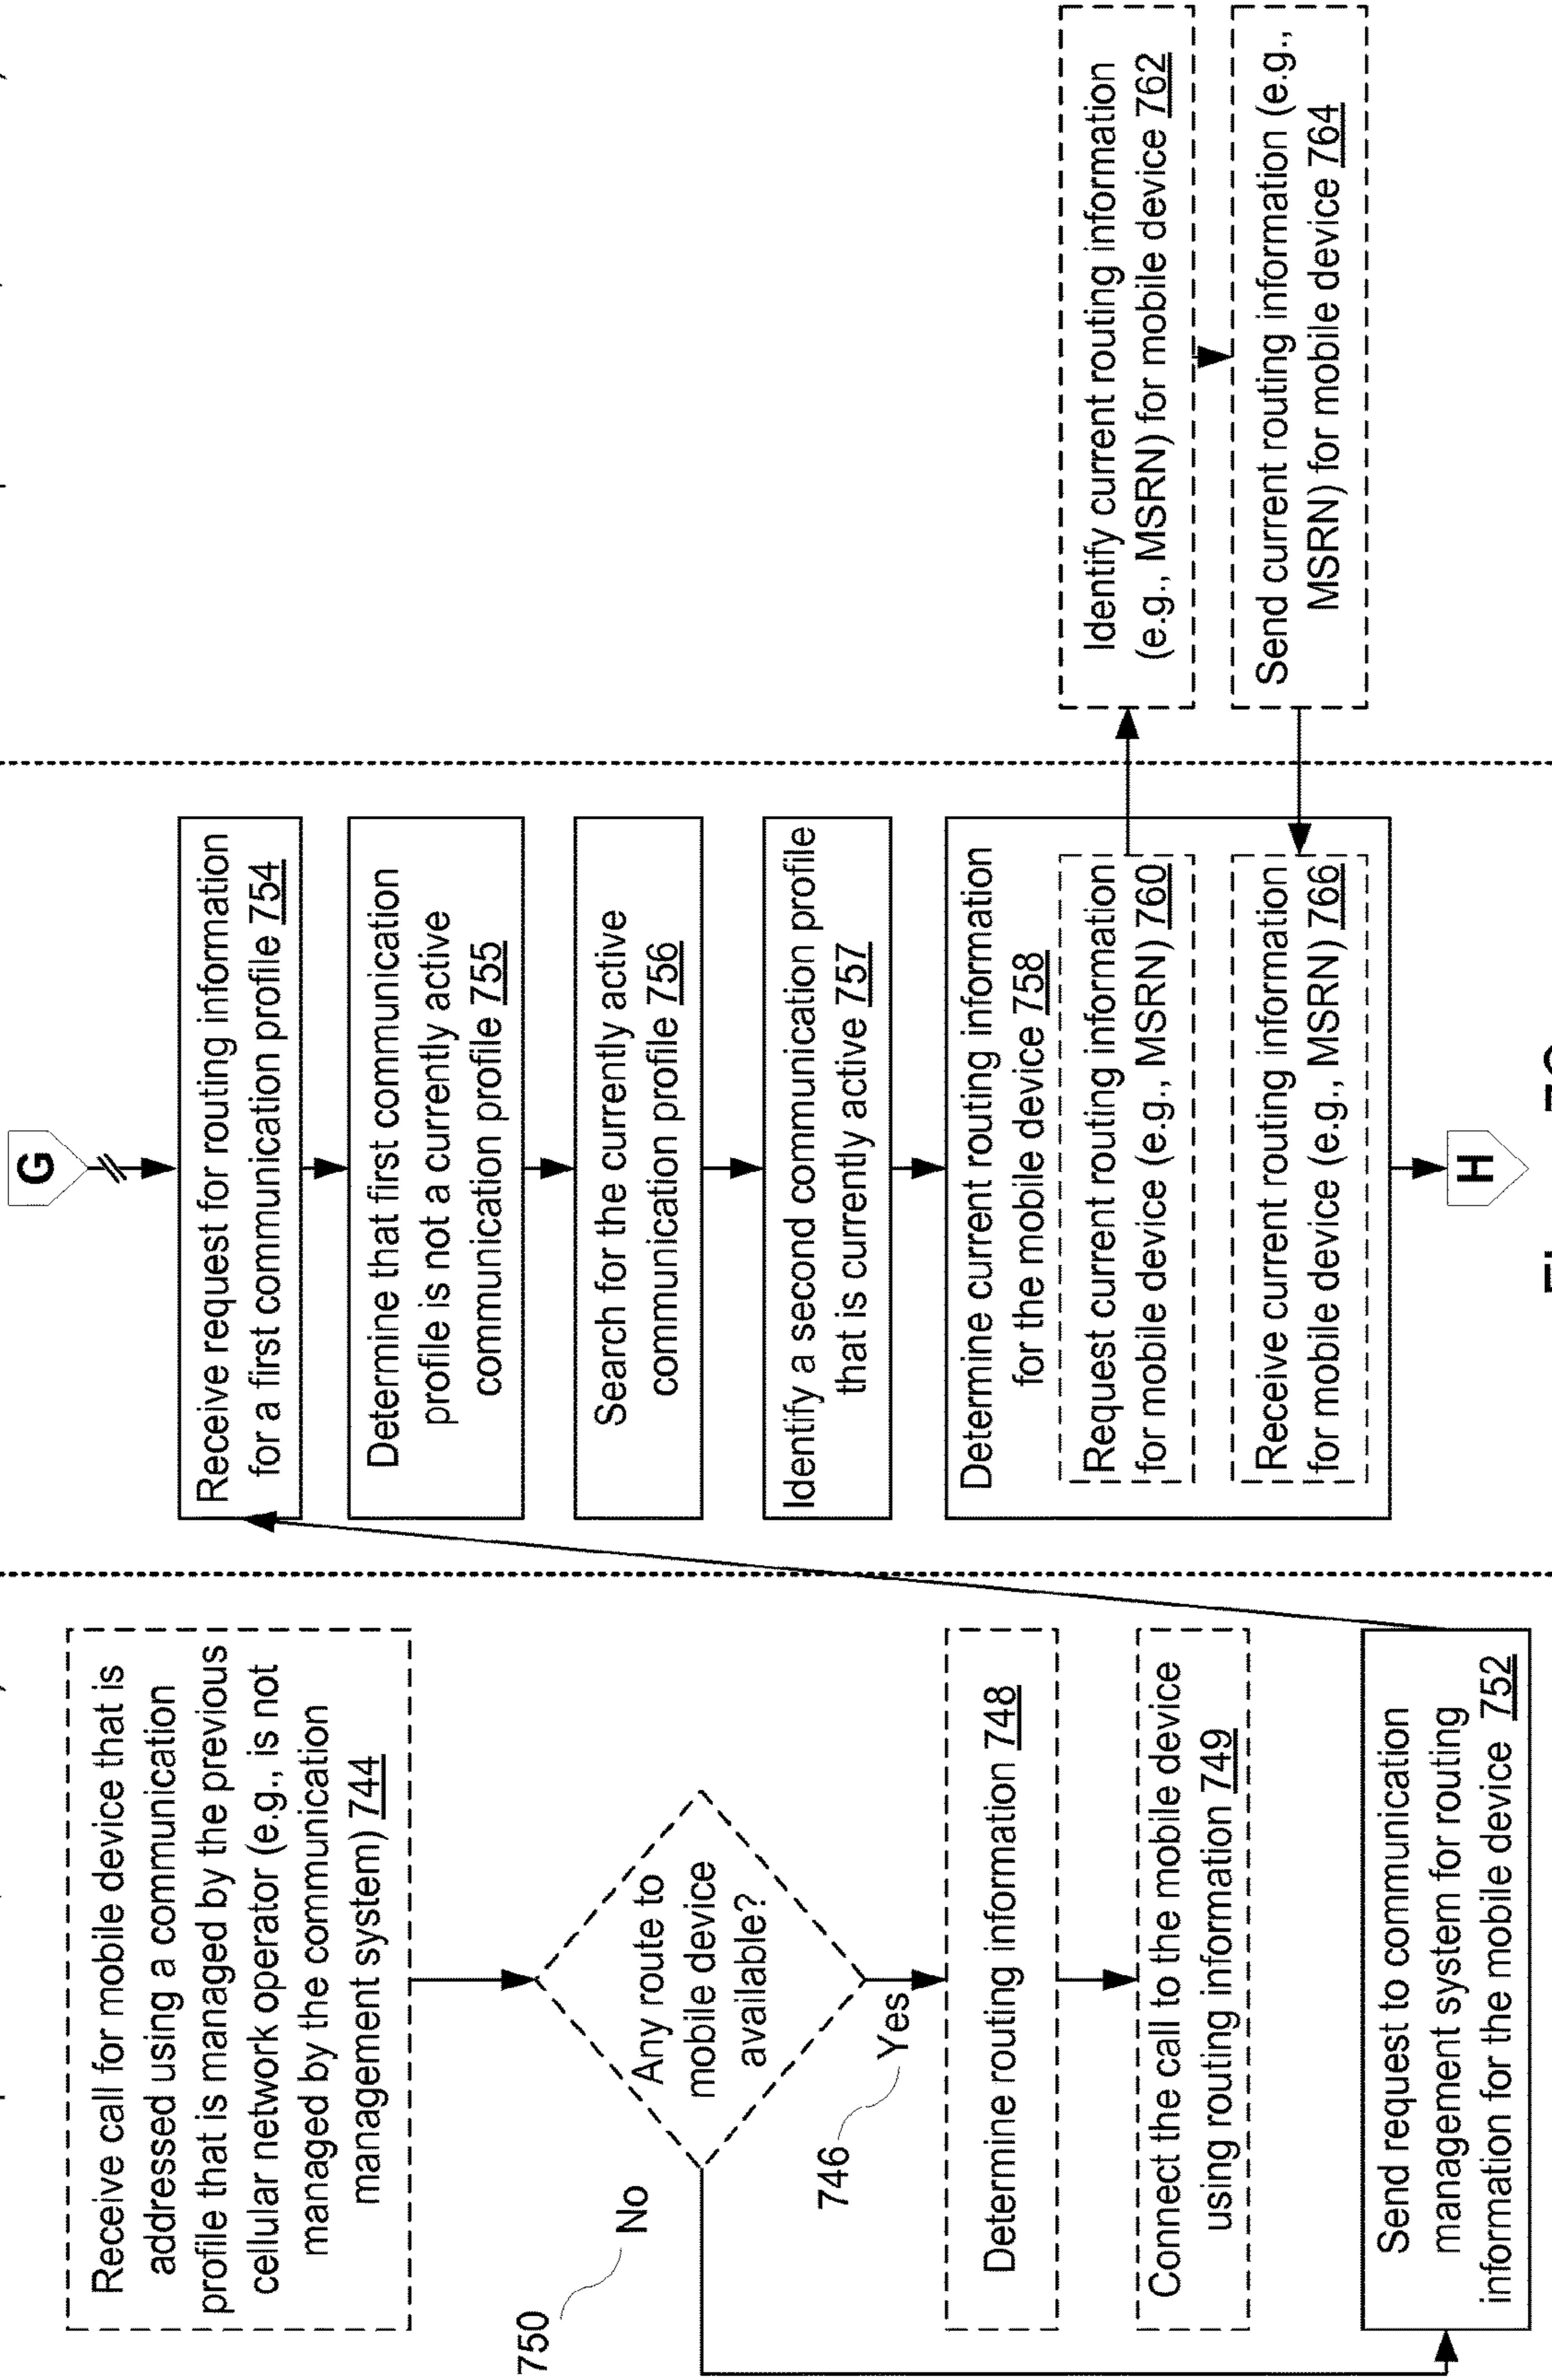 Receive call for mobile device that is
addressed using a communication
profile that is managed by the previous
cellular network operator (e.g., is not
managed by the communication
management system) 744
Any route to
mobile device
available?
750
No
746
Yes
Determine routing information 748
Connect the call to the mobile device
using routing information 749
Send request to communication
management system for routing
information for the mobile device 752
G
Receive request for routing information
for a first communication profile 754
Determine that first communication
profile is not a currently active
communication profile 755
Search for the currently active
communication profile 756
Identify a second communication profile
that is currently active 757
Determine current routing information
for the mobile device 758
Request current routing information
for mobile device (e.g., MSRN) 760
Receive current routing information
for mobile device (e.g., MSRN) 766
H
Identify current routing information
(e.g., MSRN) for mobile device 762
Send current routing information (e.g.,
MSRN) for mobile device 764